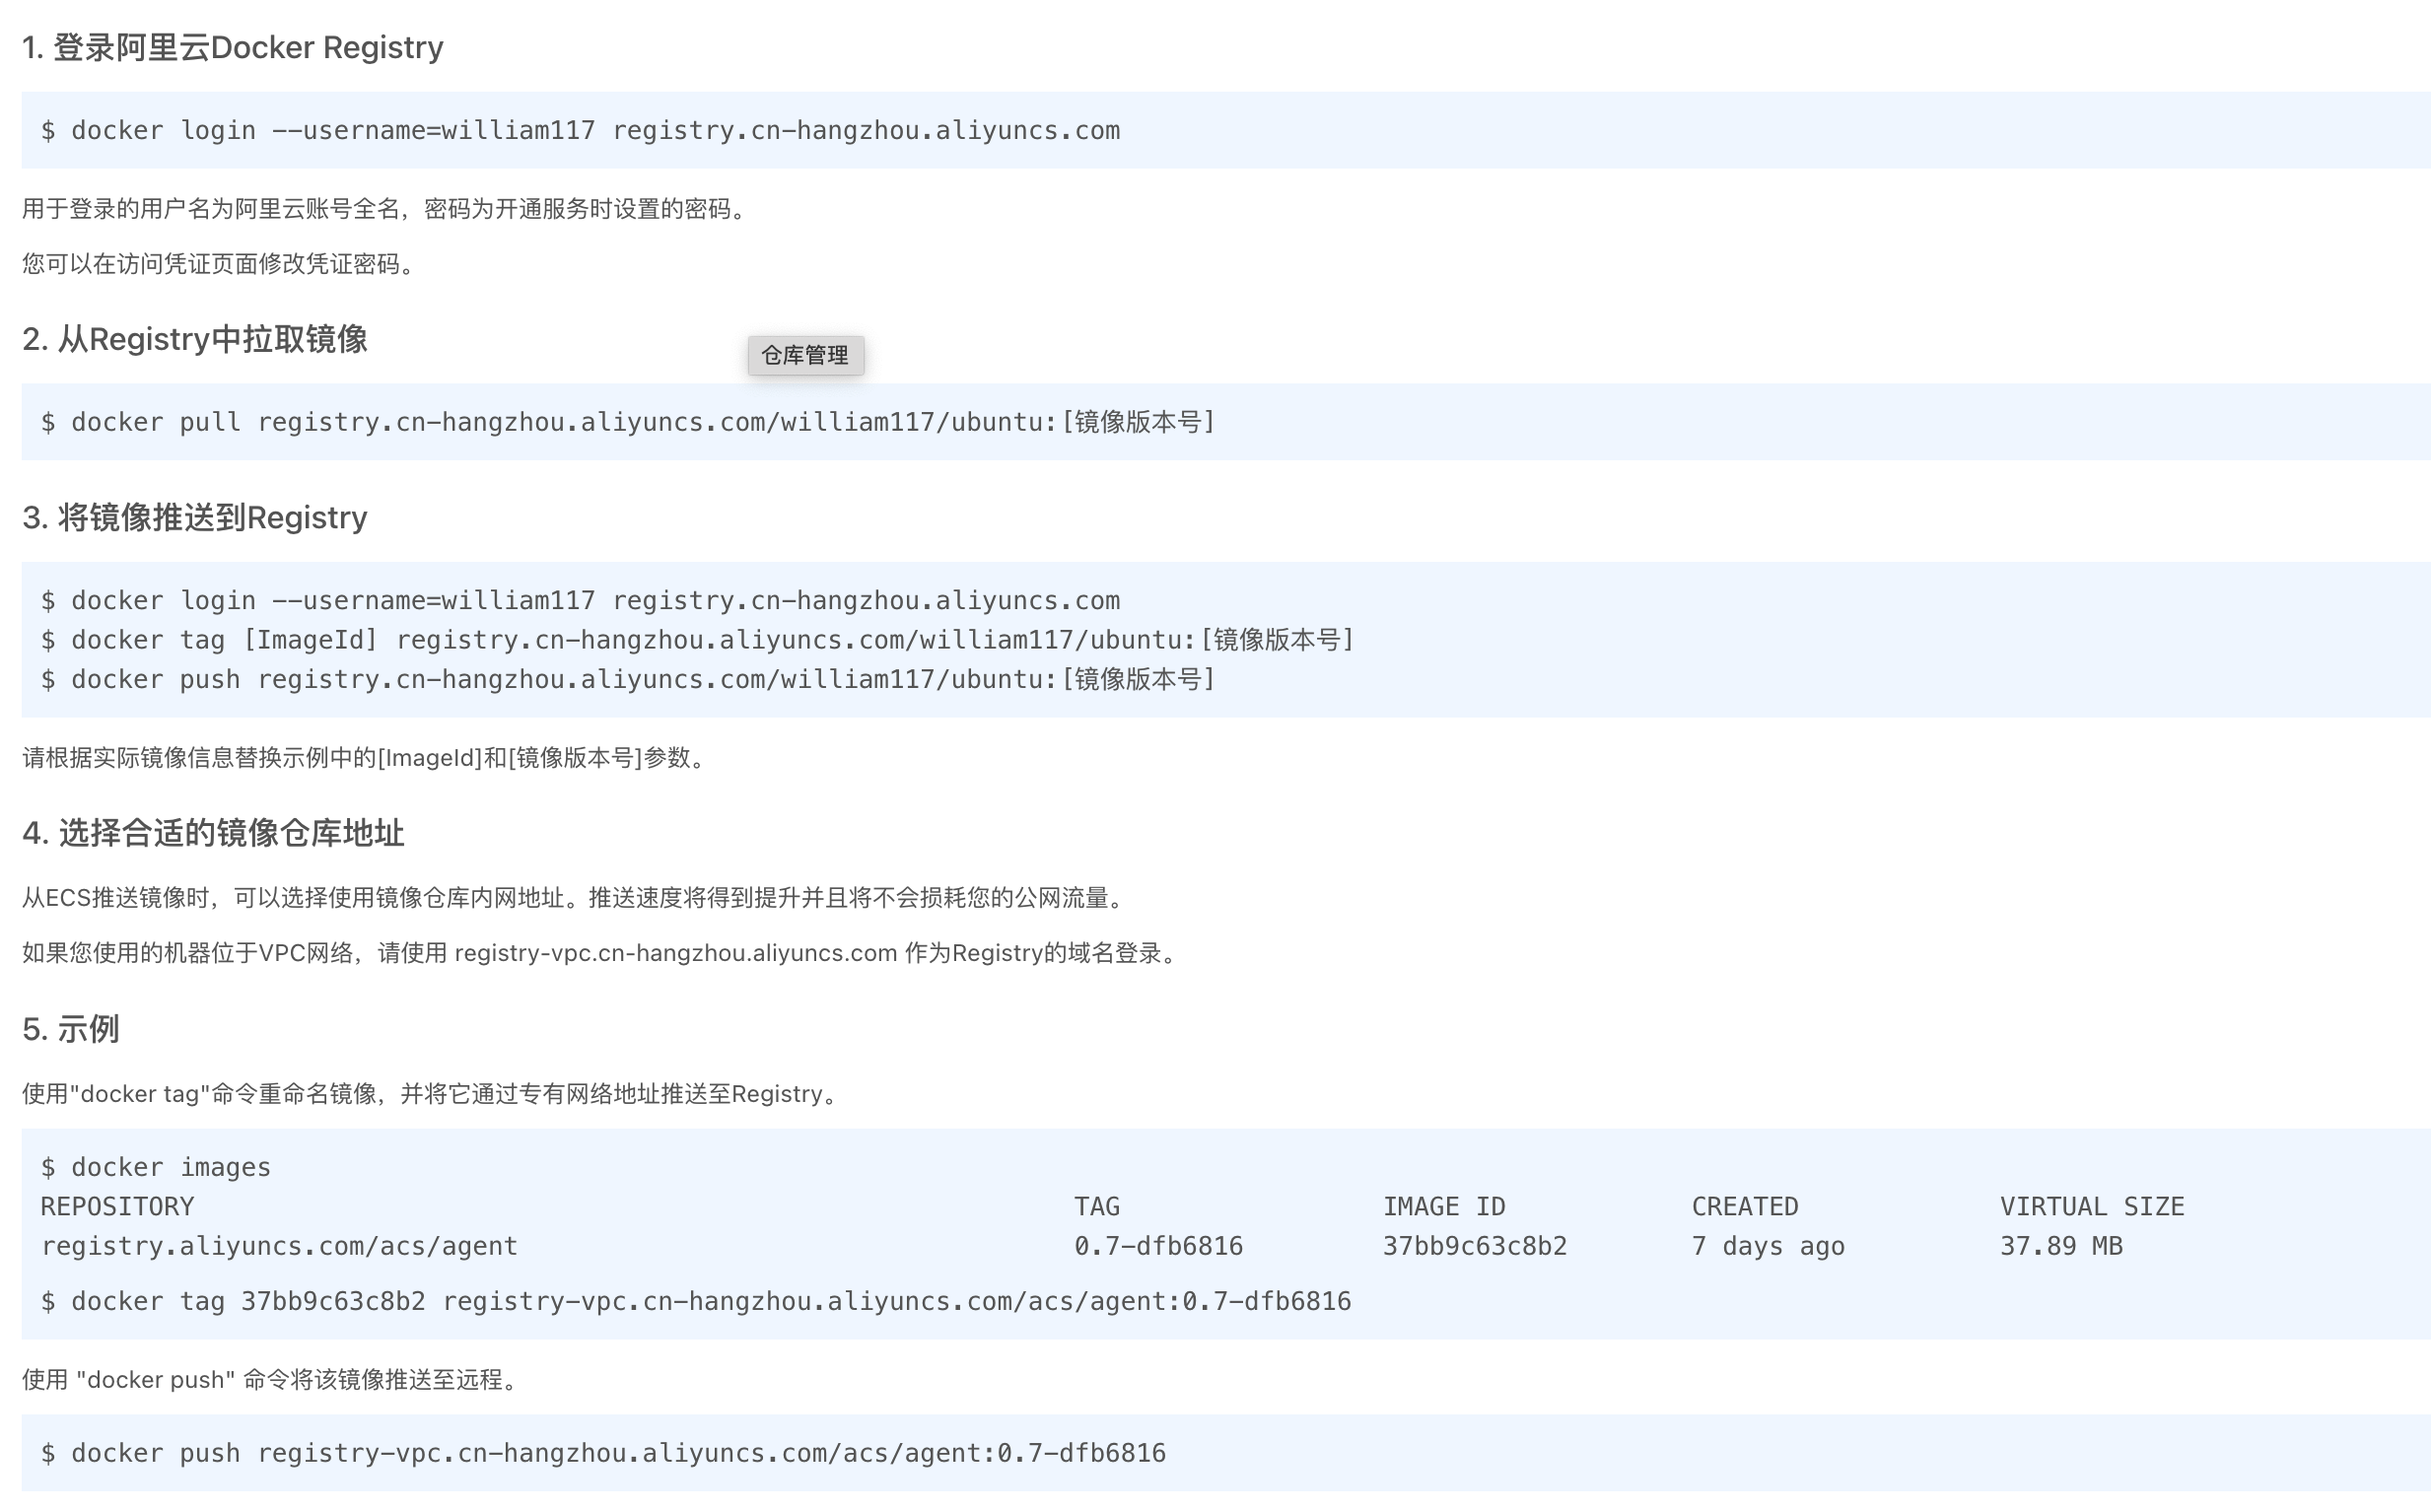 1. 登录阿里云Docker Registry
$ docker login --username=william117 registry.cn-hangzhou.aliyuncs.com
用于登录的用户名为阿里云账号全名，密码为开通服务时设置的密码。
您可以在访问凭证页面修改凭证密码。
2. 从Registry中拉取镜像
仓库管理
$ docker pull registry.cn-hangzhou.aliyuncs.com/william117/ubuntu:[镜像版本号]
3. 将镜像推送到Registry
$ docker login --username=william117 registry.cn-hangzhou.aliyuncs.com
$ docker tag [ImageId] registry.cn-hangzhou.aliyuncs.com/william117/ubuntu:[镜像版本号]
$ docker push registry.cn-hangzhou.aliyuncs.com/william117/ubuntu:[镜像版本号]
请根据实际镜像信息替换示例中的[ImageId]和[镜像版本号]参数。
4. 选择合适的镜像仓库地址
从ECS推送镜像时，可以选择使用镜像仓库内网地址。推送速度将得到提升并且将不会损耗您的公网流量。
如果您使用的机器位于VPC网络，请使用 registry-vpc.cn-hangzhou.aliyuncs.com 作为Registry的域名登录。
5. 示例
使用"docker tag"命令重命名镜像，并将它通过专有网络地址推送至Registry。
$ docker images
REPOSITORY TAG IMAGE ID CREATED VIRTUAL SIZE
registry.aliyuncs.com/acs/agent 0.7-dfb6816 37bb9c63c8b2 7 days ago 37.89 MB
$ docker tag 37bb9c63c8b2 registry-vpc.cn-hangzhou.aliyuncs.com/acs/agent:0.7-dfb6816
使用 "docker push" 命令将该镜像推送至远程。
$ docker push registry-vpc.cn-hangzhou.aliyuncs.com/acs/agent:0.7-dfb6816